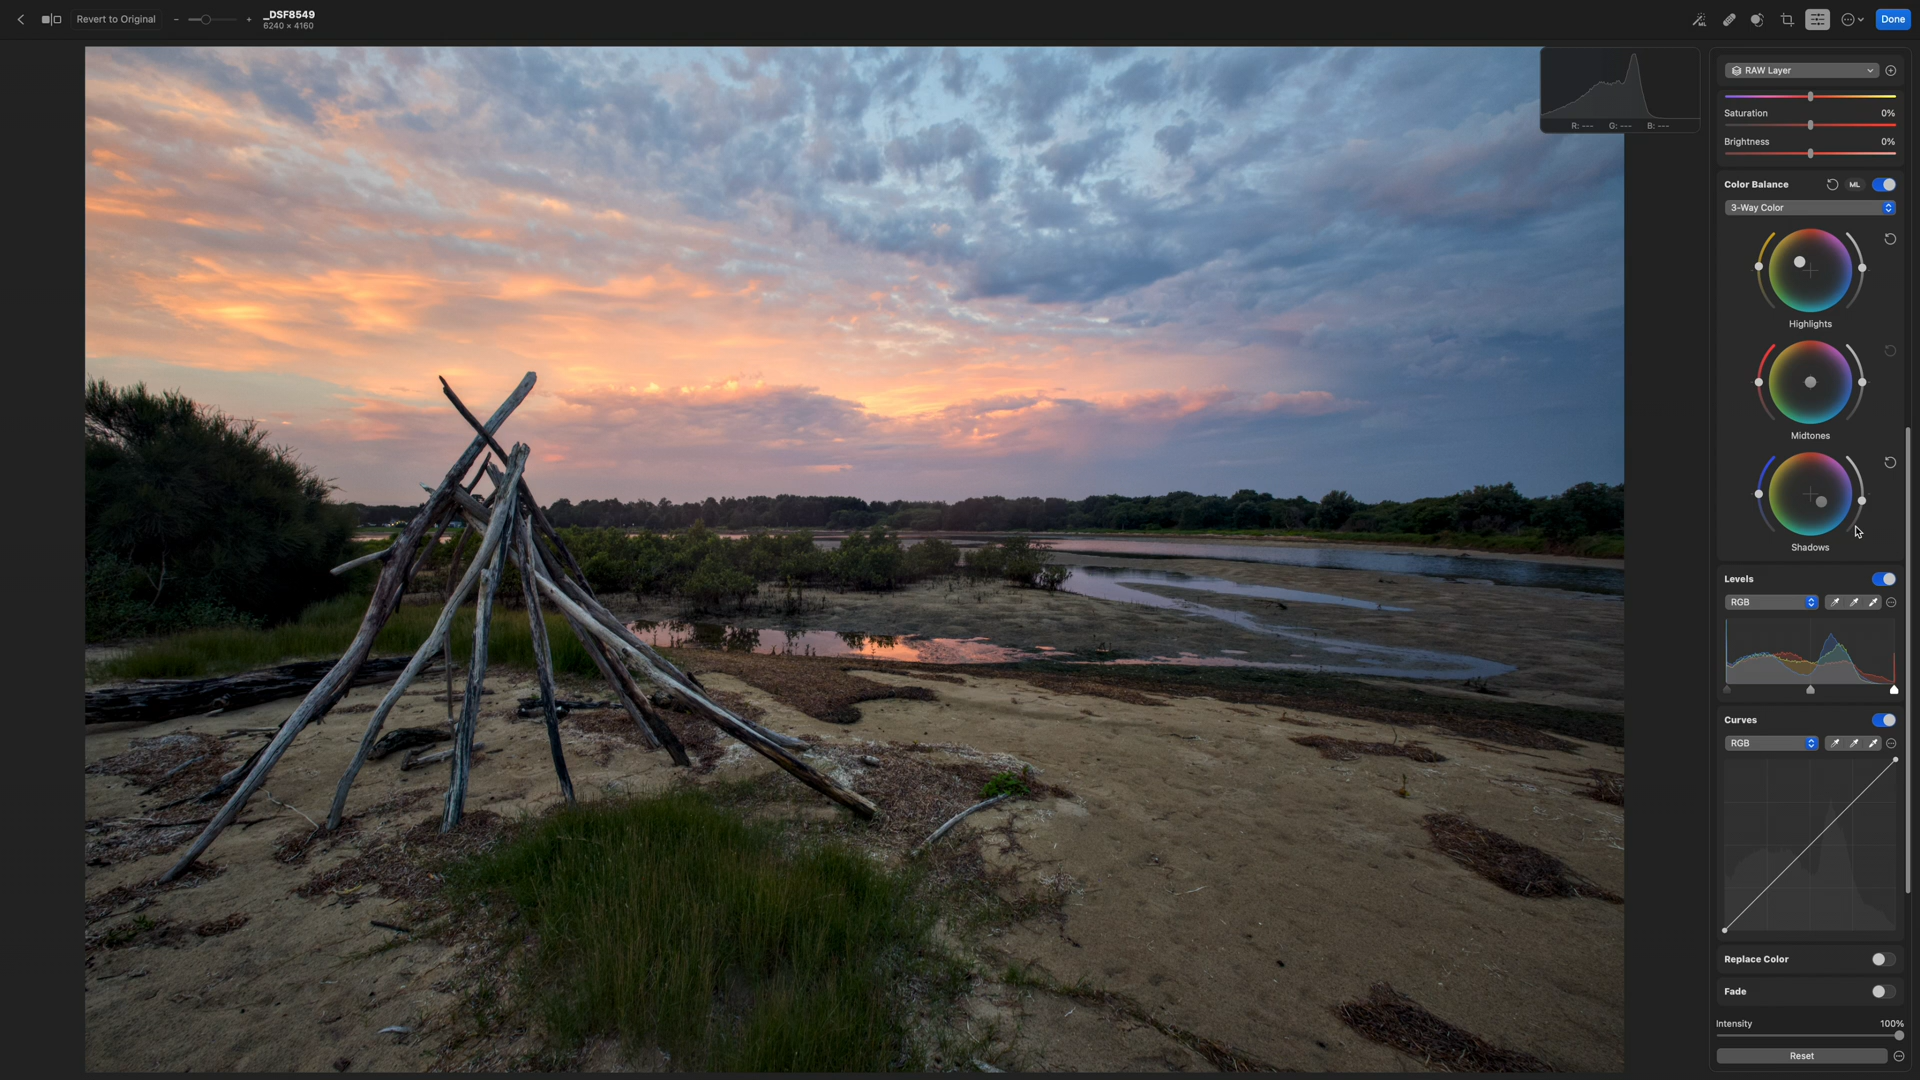 Revert to Original
_DSF8549
6240 × 4160
Done
R: --- G: --- B: ---
RAW Layer
Saturation 0%
Brightness 0%
Color Balance ML
3-Way Color
Highlights
Midtones
Shadows
Levels
RGB
Curves
RGB
Replace Color
Fade
Intensity 100%
Reset